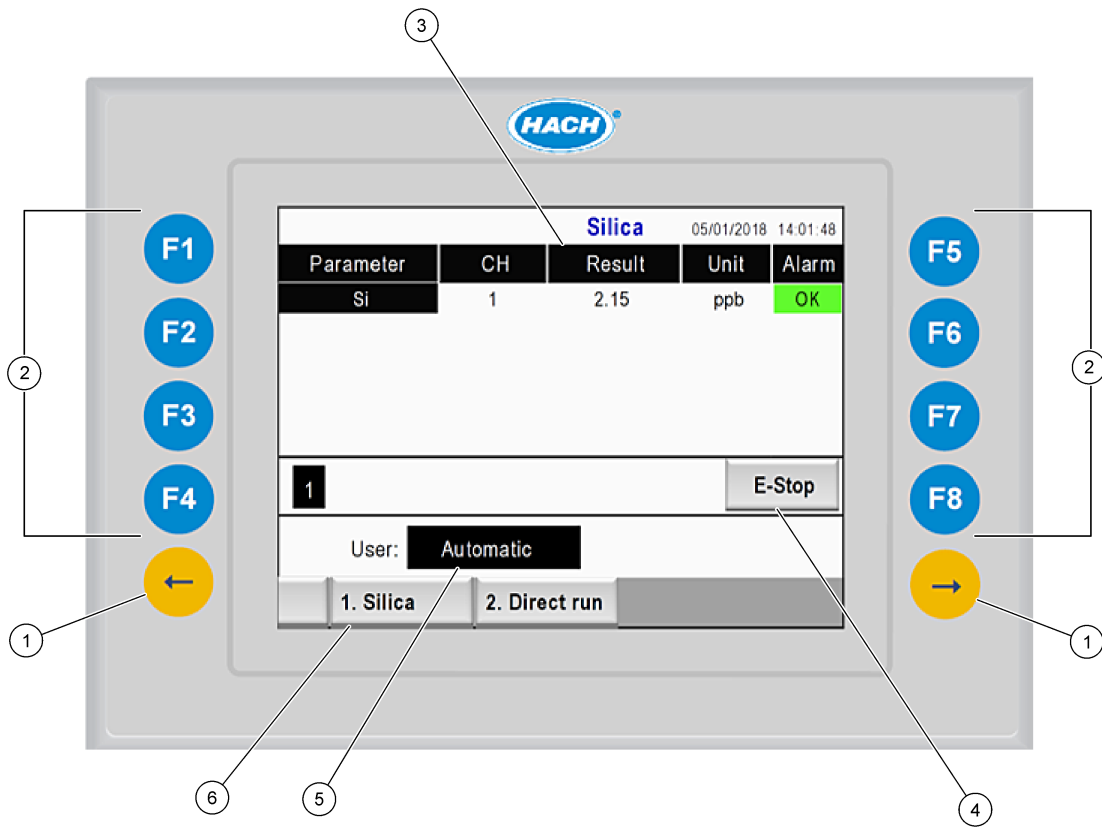 3
HACH®
Silica 05/01/2018 14:01:48
Parameter CH Result Unit Alarm
Si 1 2.15 ppb OK
1 E-Stop
User: Automatic
1. Silica 2. Direct run
F1
F2
F3
F4
←
F5
F6
F7
F8
→
2
2
1
1
6
5
4